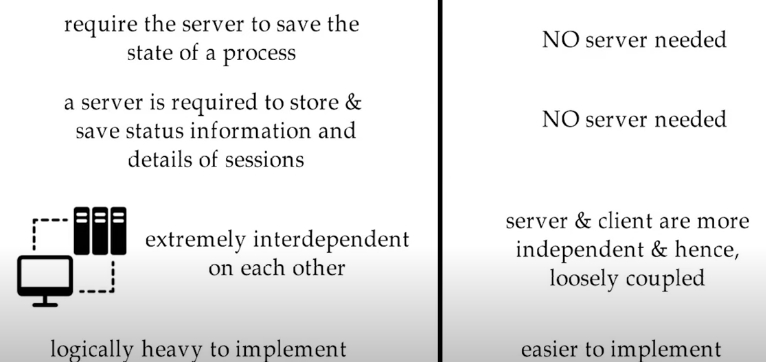 require the server to save the
state of a process
NO server needed
a server is required to store &
save status information and
details of sessions
NO server needed
extremely interdependent
on each other
server & client are more
independent & hence,
loosely coupled
logically heavy to implement
easier to implement